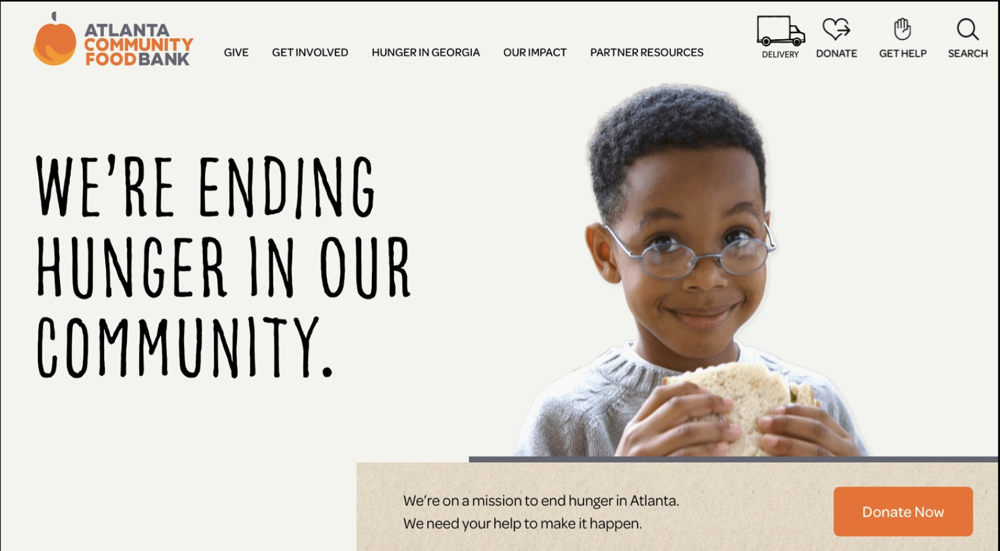 ATLANTA
COMMUNITY
FOODBANK
GIVE
GET INVOLVED
HUNGER IN GEORGIA
OUR IMPACT
PARTNER RESOURCES
DELIVERY
DONATE
GET HELP
SEARCH
WE'RE ENDING
HUNGER IN OUR
COMMUNITY.
We're on a mission to end hunger in Atlanta.
We need your help to make it happen.
Donate Now